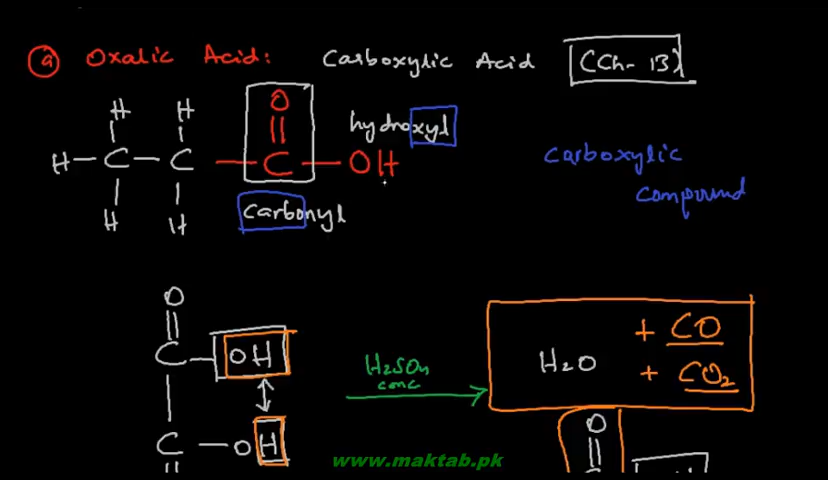 a Oxalic Acid: Carboxylic Acid (Ch-13)
H H O
H-C-C-C-OH hydroxyl
H H Carbonyl
Carboxylic
Compound
O
C-OH
H2SO4
conc
H2O + CO
+ CO2
C-OH
O
C
www.maktab.pk